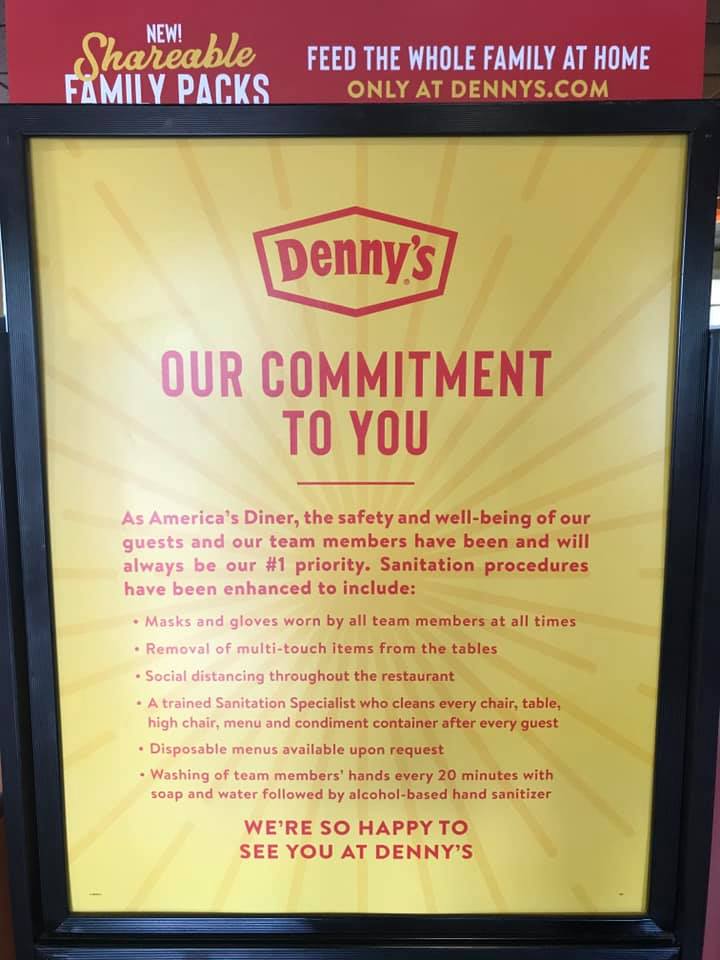 NEW!
Shareable
FAMILY PACKS
FEED THE WHOLE FAMILY AT HOME
ONLY AT DENNYS.COM
Denny's
OUR COMMITMENT
TO YOU
As America's Diner, the safety and well-being of our
guests and our team members have been and will
always be our #1 priority. Sanitation procedures
have been enhanced to include:
• Masks and gloves worn by all team members at all times
• Removal of multi-touch items from the tables
• Social distancing throughout the restaurant
• A trained Sanitation Specialist who cleans every chair, table,
high chair, menu and condiment container after every guest
• Disposable menus available upon request
• Washing of team members' hands every 20 minutes with
soap and water followed by alcohol-based hand sanitizer
WE'RE SO HAPPY TO
SEE YOU AT DENNY'S